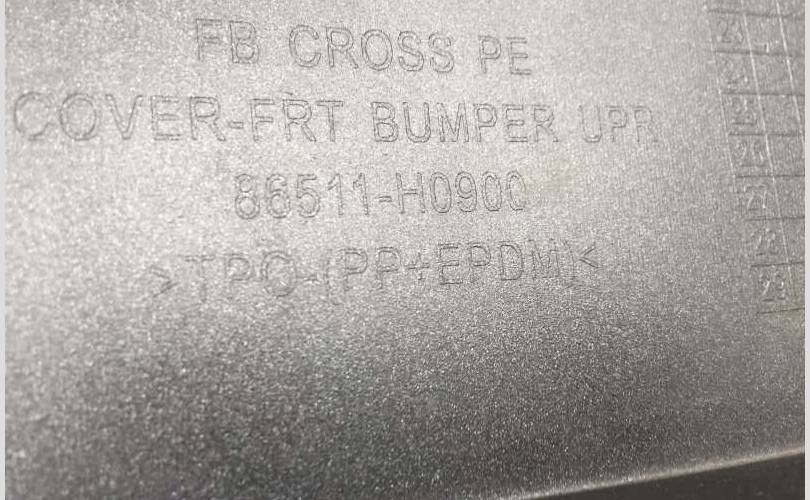 FB CROSS PE
COVER-FRT BUMPER UPR
86511-H0900
>TPO-(PP+EPDM)<